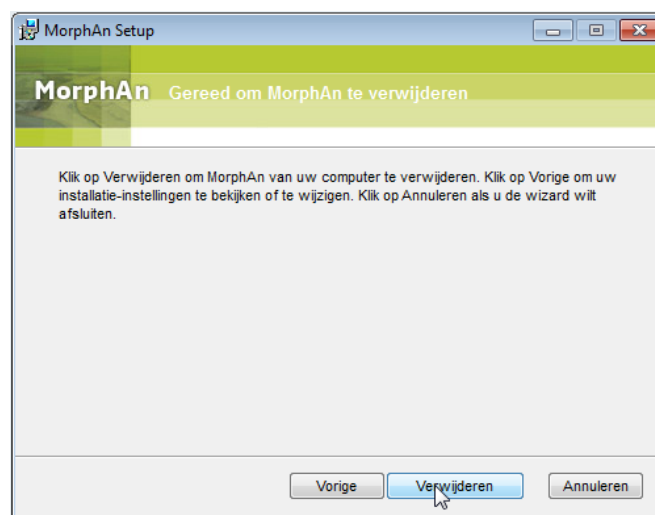 MorphAn Setup
MorphAn Gereed om MorphAn te verwijderen
Klik op Verwijderen om MorphAn van uw computer te verwijderen. Klik op Vorige om uw
installatie-instellingen te bekijken of te wijzigen. Klik op Annuleren als u de wizard wilt
afsluiten.
Vorige Verwijderen Annuleren